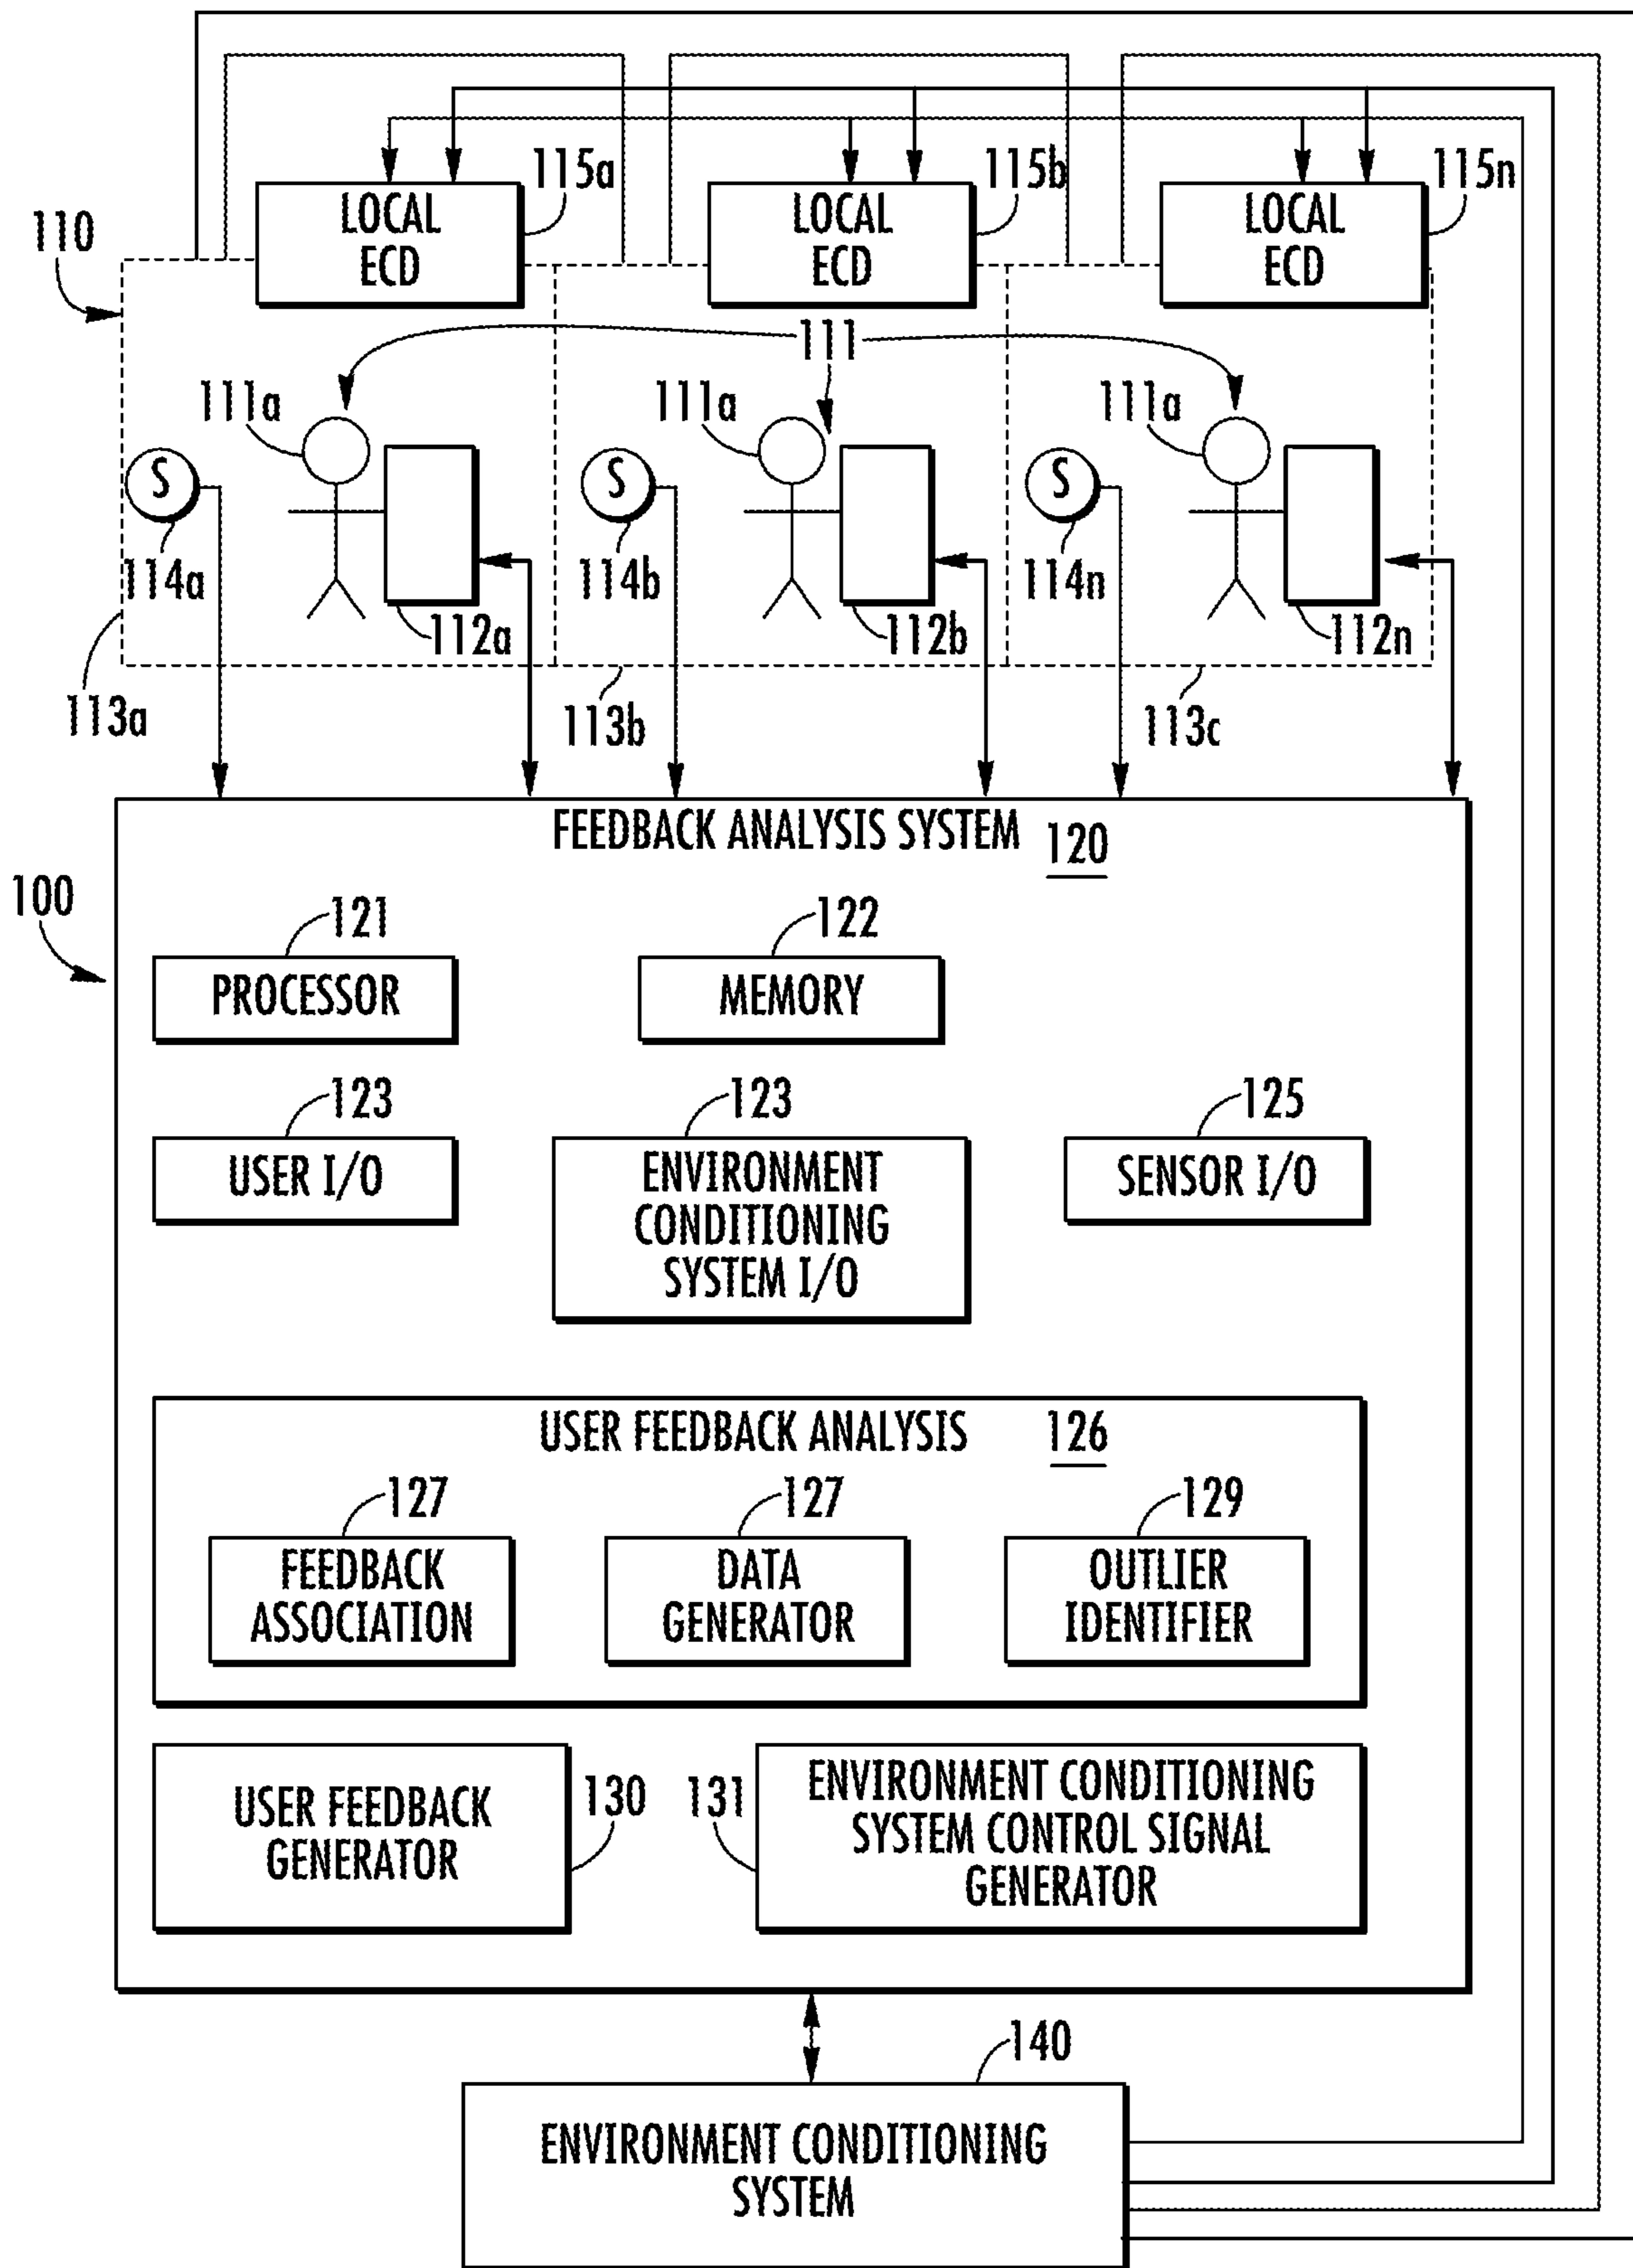 115a
115b
115n
110
LOCAL
ECD
LOCAL
ECD
LOCAL
ECD
111
111a
111a
111a
S
S
S
114a
114b
114n
112a
112b
112n
113a
113b
113c
FEEDBACK ANALYSIS SYSTEM 120
100
121
122
PROCESSOR
MEMORY
123
123
125
USER I/O
ENVIRONMENT
CONDITIONING
SYSTEM I/O
SENSOR I/O
USER FEEDBACK ANALYSIS 126
127
127
129
FEEDBACK
ASSOCIATION
DATA
GENERATOR
OUTLIER
IDENTIFIER
USER FEEDBACK
GENERATOR
130
131
ENVIRONMENT CONDITIONING
SYSTEM CONTROL SIGNAL
GENERATOR
140
ENVIRONMENT CONDITIONING
SYSTEM